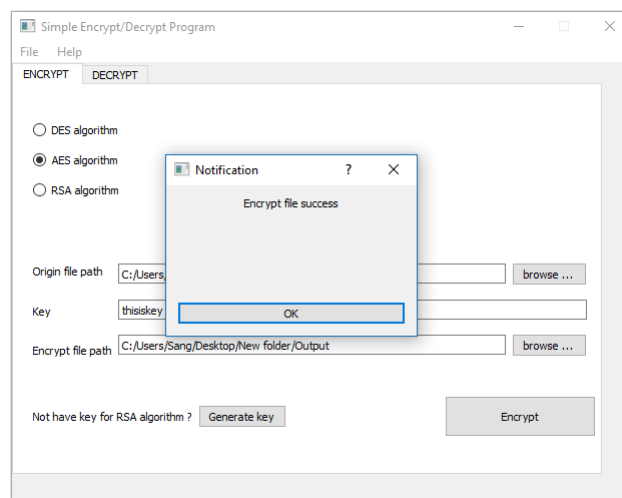 Simple Encrypt/Decrypt Program
File Help
ENCRYPT DECRYPT
DES algorithm
AES algorithm
RSA algorithm
Notification ?
Encrypt file success
OK
Origin file path C:/Users, browse ...
Key thisiskey
Encrypt file path C:/Users/Sang/Desktop/New folder/Output browse ...
Not have key for RSA algorithm ? Generate key Encrypt